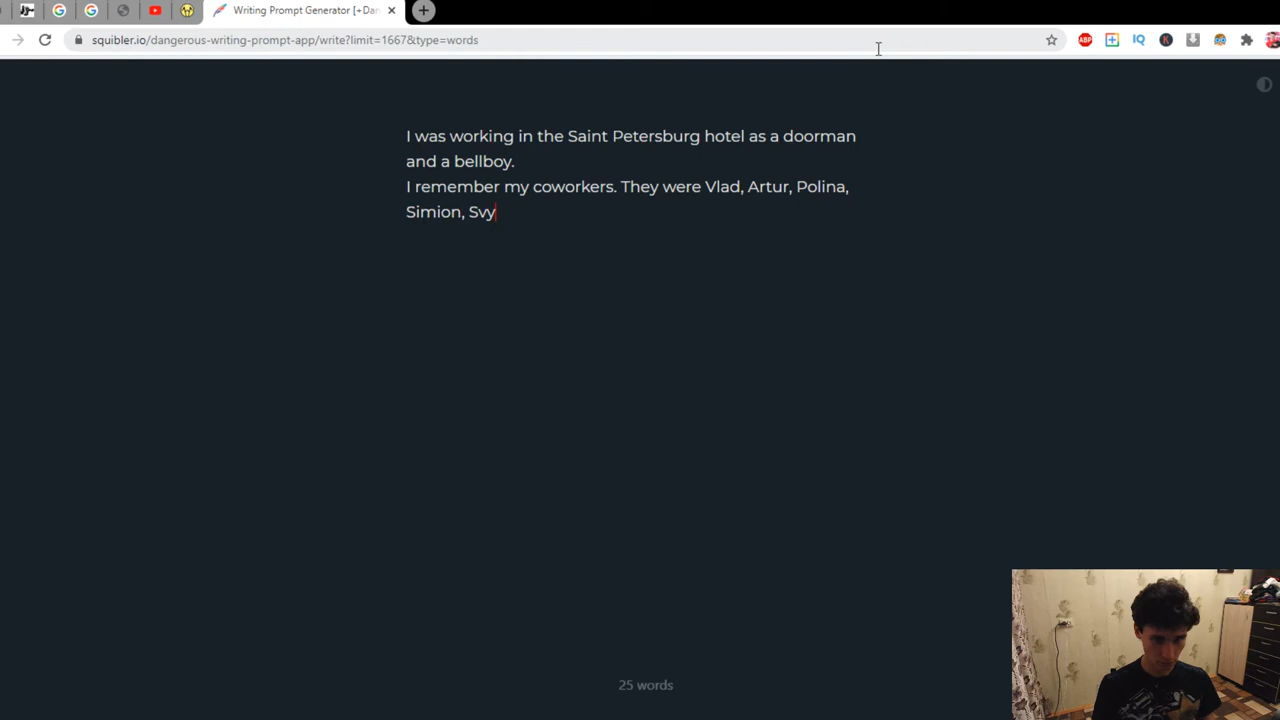 Writing Prompt Generator [+Dan
squibler.io/dangerous-writing-prompt-app/write?limit=1667&type=words
ABP
IQ
K
I was working in the Saint Petersburg hotel as a doorman
and a bellboy.
I remember my coworkers. They were Vlad, Artur, Polina,
Simion, Svy
25 words